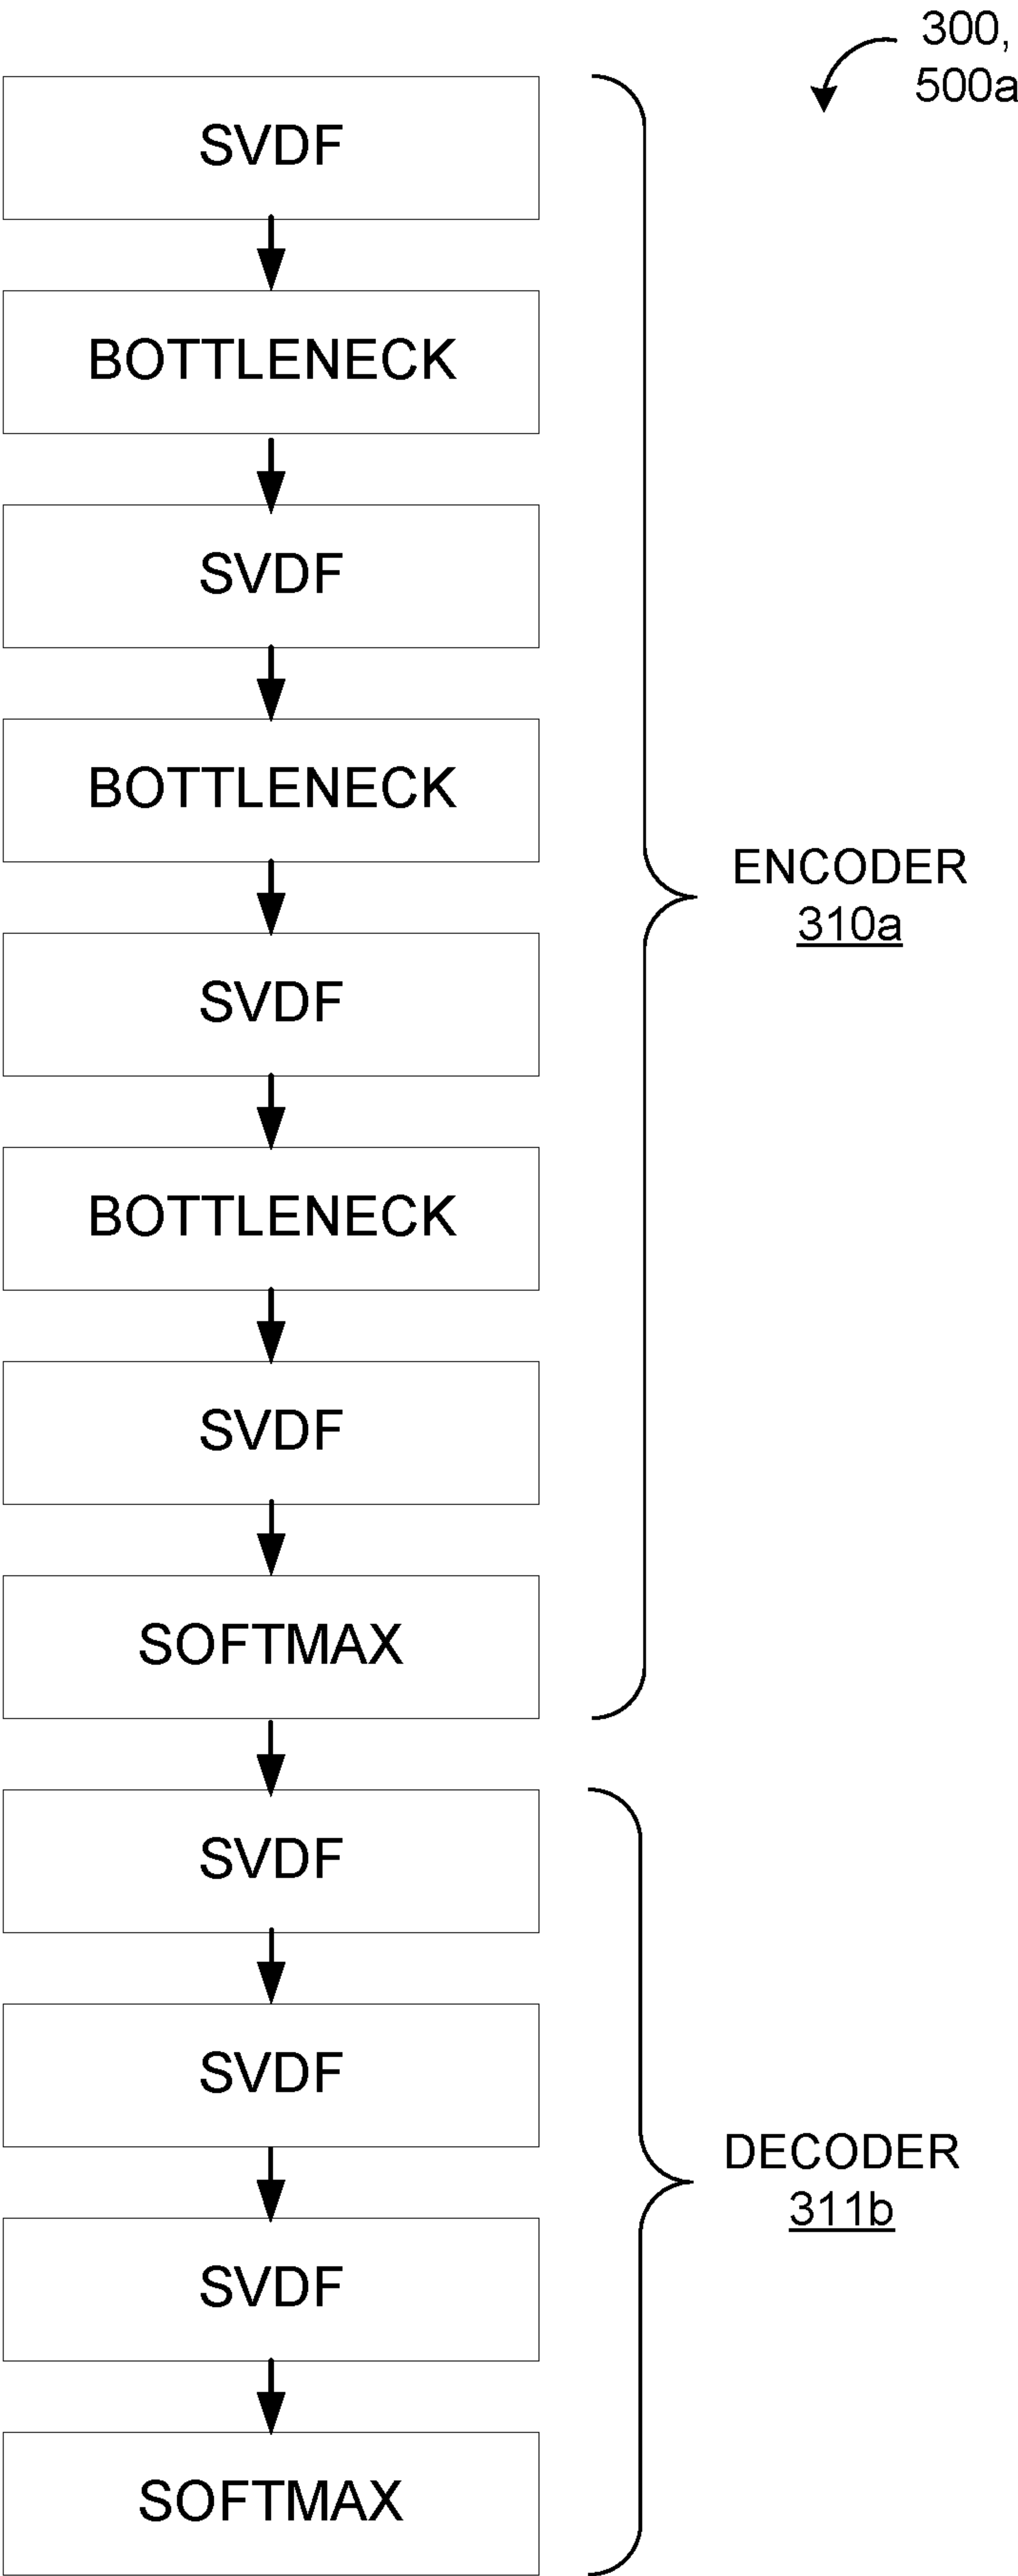 300,
500a
SVDF
BOTTLENECK
SVDF
BOTTLENECK
ENCODER
310a
SVDF
BOTTLENECK
SVDF
SOFTMAX
SVDF
SVDF
DECODER
311b
SVDF
SOFTMAX